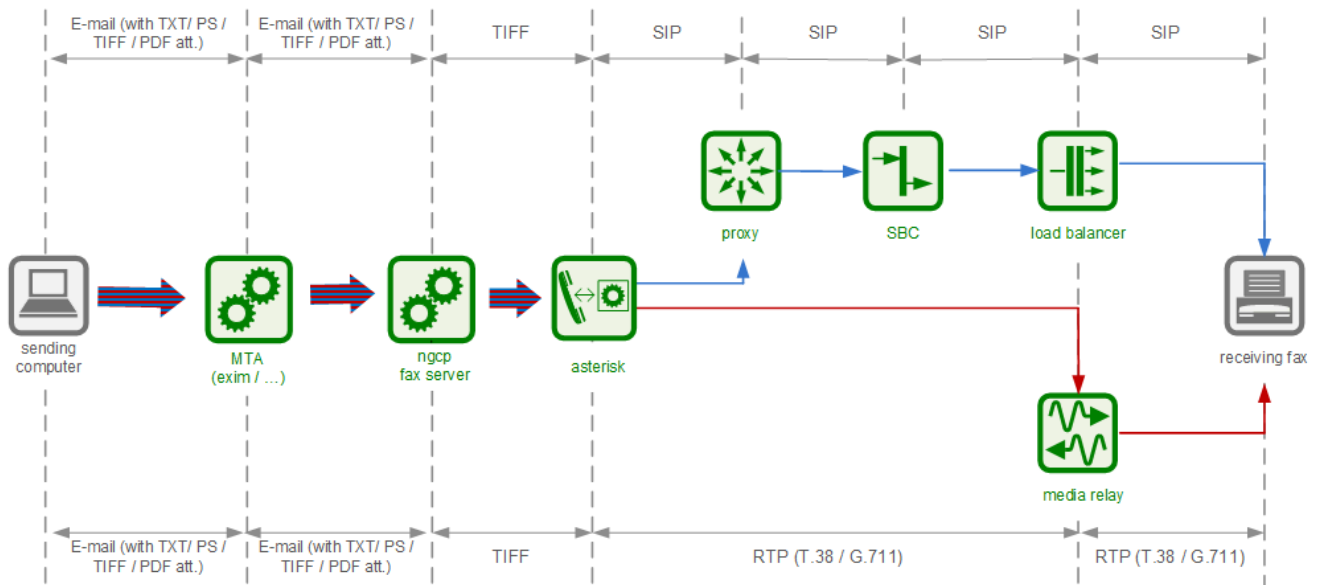 E-mail (with TXT/ PS /
TIFF / PDF att.)
E-mail (with TXT/ PS /
TIFF / PDF att.)
TIFF
SIP
SIP
SIP
SIP
proxy
SBC
load balancer
sending
computer
MTA
(exim / ...)
ngcp
fax server
asterisk
receiving fax
media relay
E-mail (with TXT/ PS /
TIFF / PDF att.)
E-mail (with TXT/ PS /
TIFF / PDF att.)
TIFF
RTP (T.38 / G.711)
RTP (T.38 / G.711)